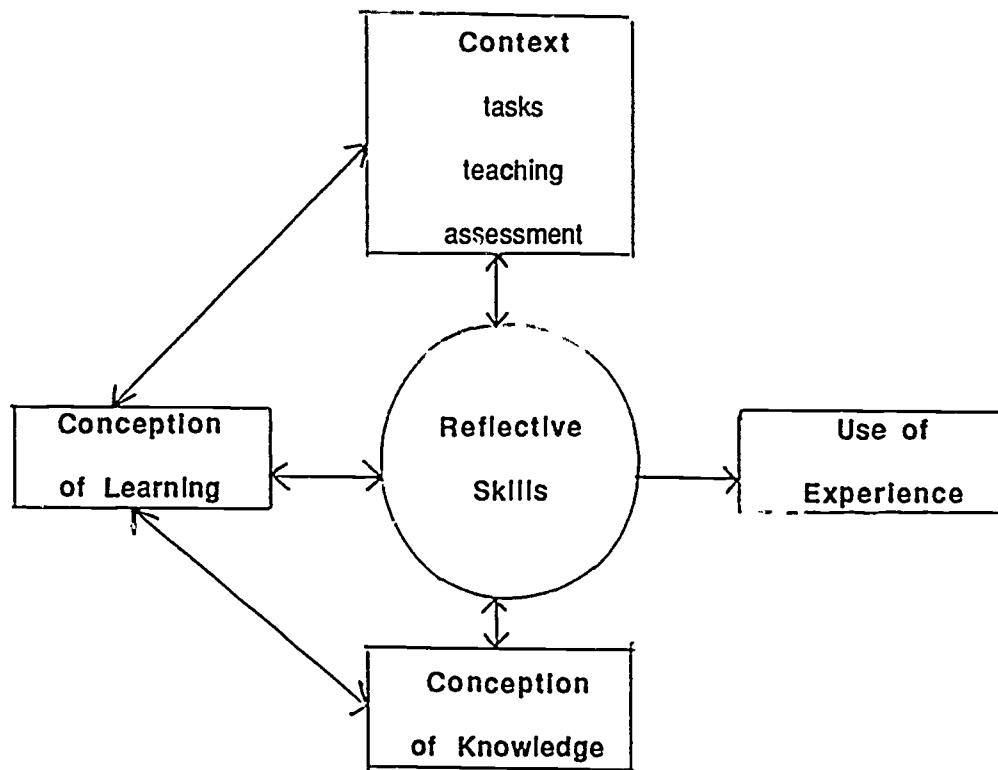 Context
tasks
teaching
assessment
Conception
of Learning
Reflective
Skills
Use of
Experience
Conception
of Knowledge